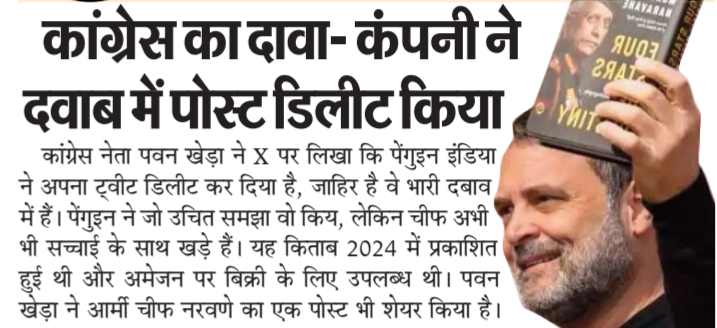 कांग्रेस का दावा- कंपनी ने
दवाब में पोस्ट डिलीट किया
कांग्रेस नेता पवन खेड़ा ने X पर लिखा कि पेंगुइन इंडिया
ने अपना ट्वीट डिलीट कर दिया है, जाहिर है वे भारी दबाव
में हैं। पेंगुइन ने जो उचित समझा वो किय, लेकिन चीफ अभी
भी सच्चाई के साथ खड़े हैं। यह किताब 2024 में प्रकाशित
हुई थी और अमेजन पर बिक्री के लिए उपलब्ध थी। पवन
खेड़ा ने आर्मी चीफ नरवणे का एक पोस्ट भी शेयर किया है।
NARAVANE
FOUR
STARS